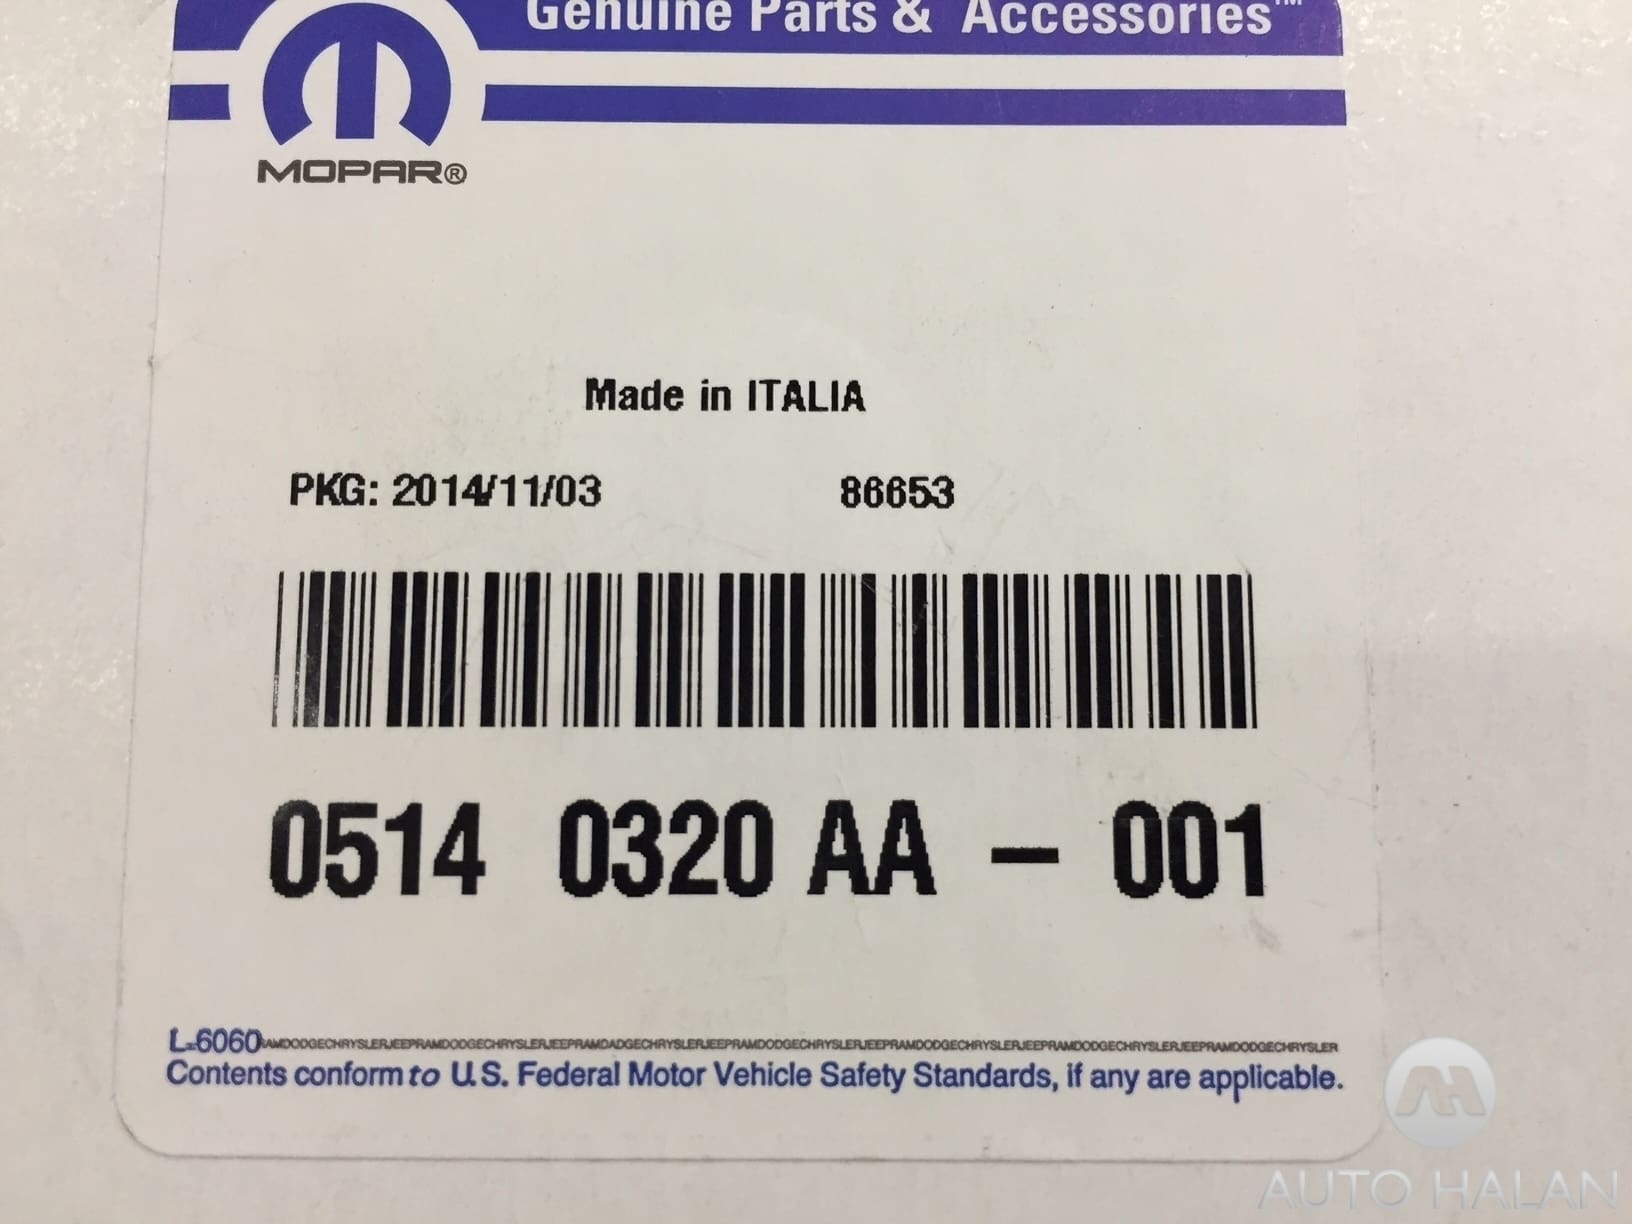 Genuine Parts & Accessories™
MOPAR®
Made in ITALIA
PKG: 2014/11/03 86653
0514 0320 AA – 001
L-6060 RAMDODGECHRYSLERJEEPRAMDODGECHRYSLERJEEPRAMDADGECHRYSLERJEEPRAMDODGECHRYSLERJEEPRAMDODGECHRYSLERJEEPRAMDODGECHRYSLERJEEPRAMDODGECHRYSLER
Contents conform to U.S. Federal Motor Vehicle Safety Standards, if any are applicable.
AUTO HALAN